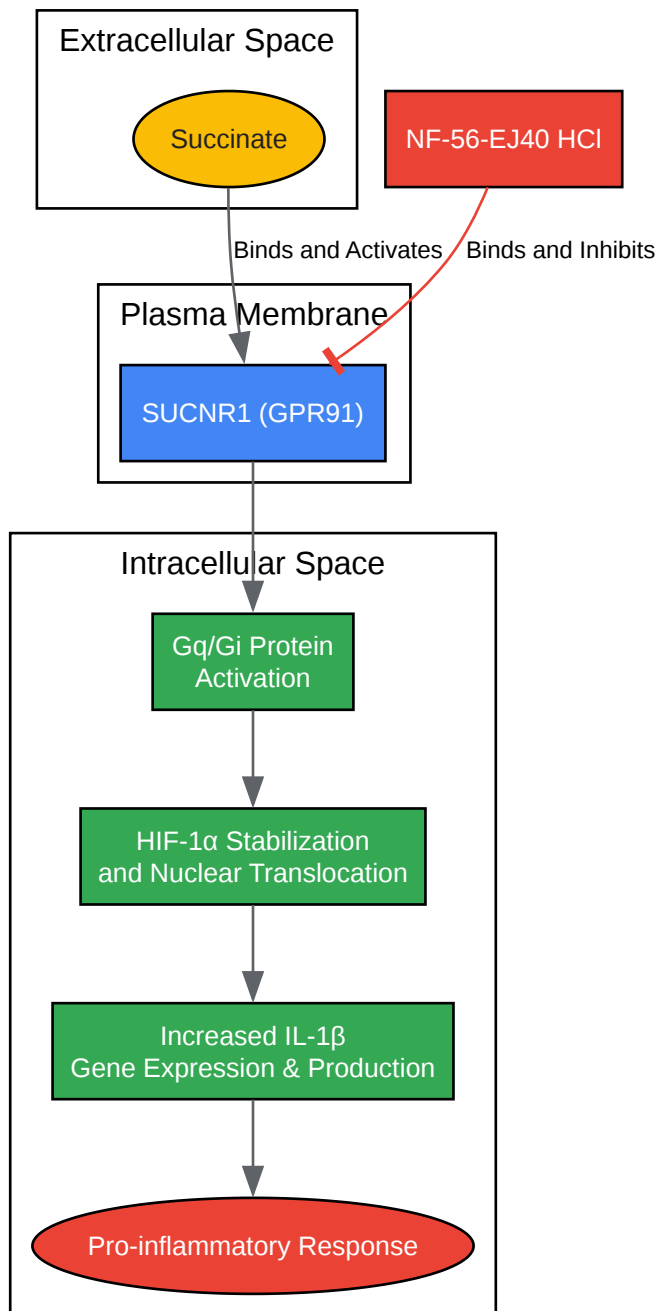 Extracellular Space
Succinate
NF-56-EJ40 HCl
Binds and Activates
Binds and Inhibits
Plasma Membrane
SUCNR1 (GPR91)
Intracellular Space
Gq/Gi Protein
Activation
HIF-1α Stabilization
and Nuclear Translocation
Increased IL-1β
Gene Expression & Production
Pro-inflammatory Response